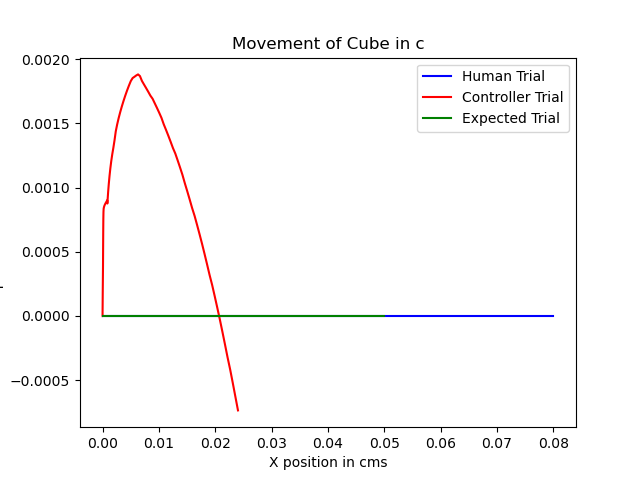 Movement of Cube in c
0.0020
0.0015
0.0010
0.0005
0.0000
−0.0005
Human Trial
Controller Trial
Expected Trial
0.00 0.01 0.02 0.03 0.04 0.05 0.06 0.07 0.08
X position in cms